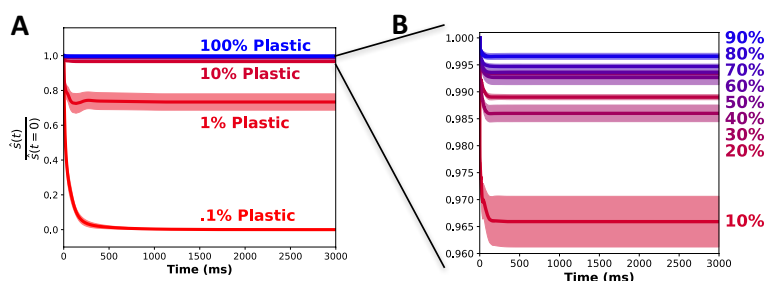 A
100% Plastic
10% Plastic
1% Plastic
.1% Plastic
1.0
0.8
0.6
0.4
0.2
0.0
ŝ(t)
ŝ(t = 0)
0 500 1000 1500 2000 2500 3000
Time (ms)
B
1.000
0.995
0.990
0.985
0.980
0.975
0.970
0.965
0.960
0 500 1000 1500 2000 2500 3000
Time (ms)
90%
80%
70%
60%
50%
40%
30%
20%
10%